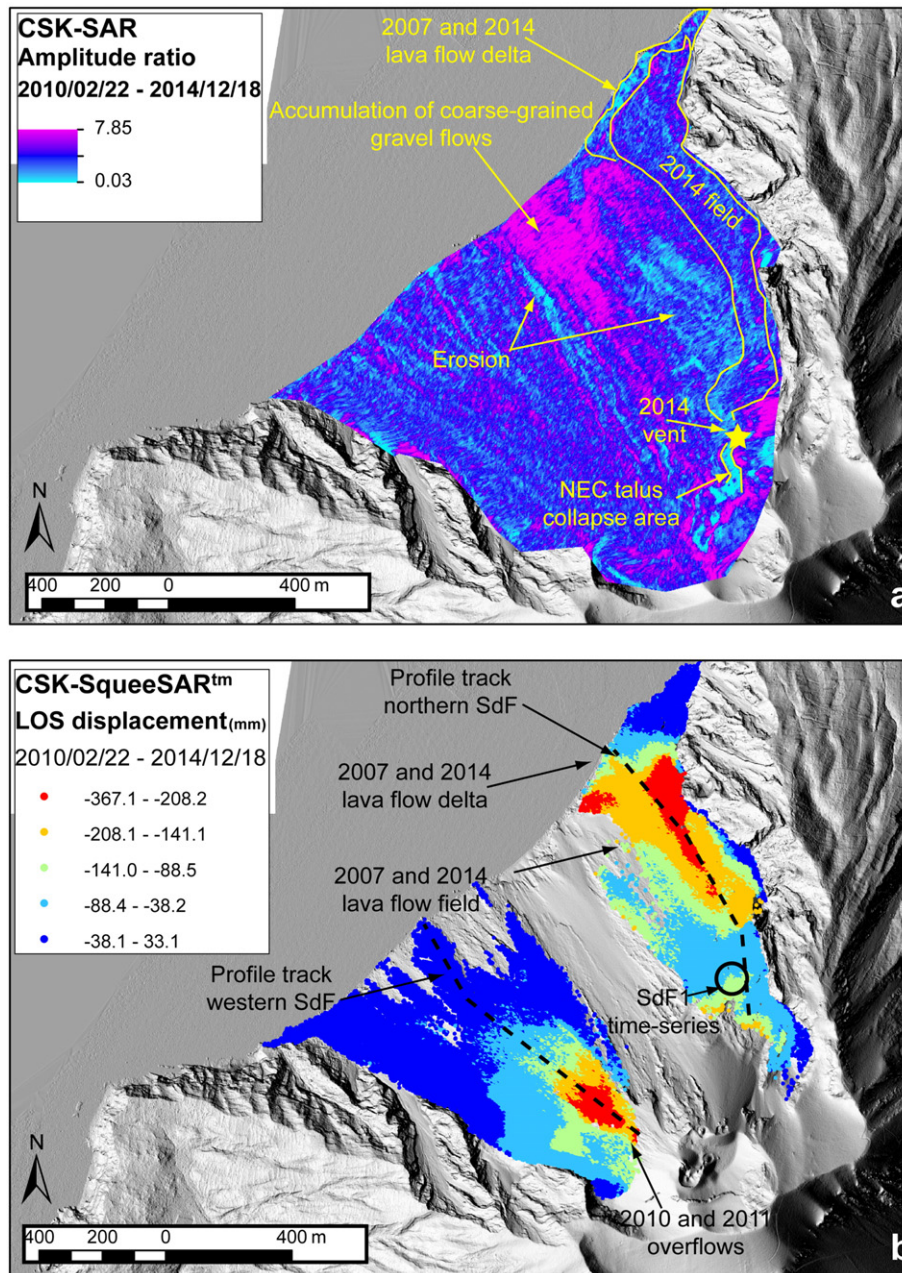 CSK-SAR
Amplitude ratio
2010/02/22 - 2014/12/18
7.85
0.03
2007 and 2014
lava flow delta
Accumulation of coarse-grained
gravel flows
2014 field
Erosion
2014
vent
NEC talus
collapse area
N
400 200 0 400 m
a
CSK-SqueeSAR™
LOS displacement(mm)
2010/02/22 - 2014/12/18
-367.1 - -208.2
-208.1 - -141.1
-141.0 - -88.5
-88.4 - -38.2
-38.1 - 33.1
Profile track
northern SdF
2007 and 2014
lava flow delta
2007 and 2014
lava flow field
Profile track
western SdF
SdF1
time-series
2010 and 2011
overflows
N
400 200 0 400 m
b